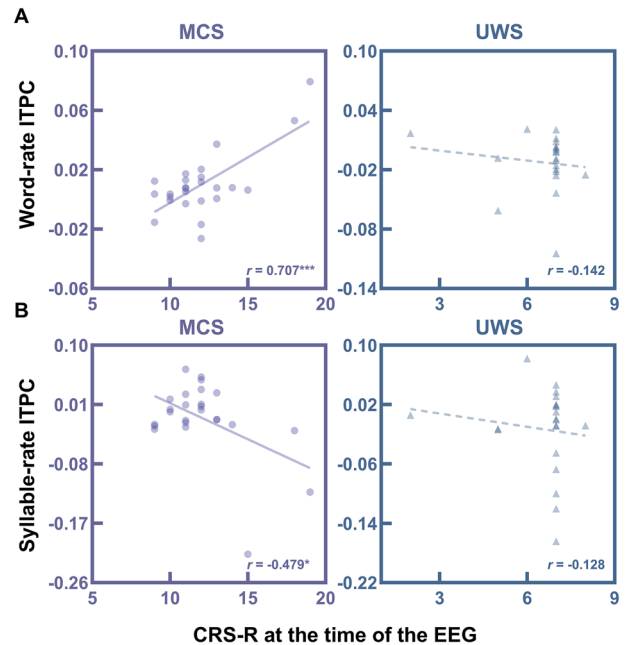 A
MCS
UWS
Word-rate ITPC
0.10
0.06
0.02
-0.02
-0.06
5
10
15
20
r = 0.707***
0.10
0.04
-0.02
-0.08
-0.14
3
6
9
r = -0.142
B
MCS
UWS
Syllable-rate ITPC
0.10
0.01
-0.08
-0.17
-0.26
5
10
15
20
r = -0.479*
0.10
0.02
-0.06
-0.14
-0.22
3
6
9
r = -0.128
CRS-R at the time of the EEG